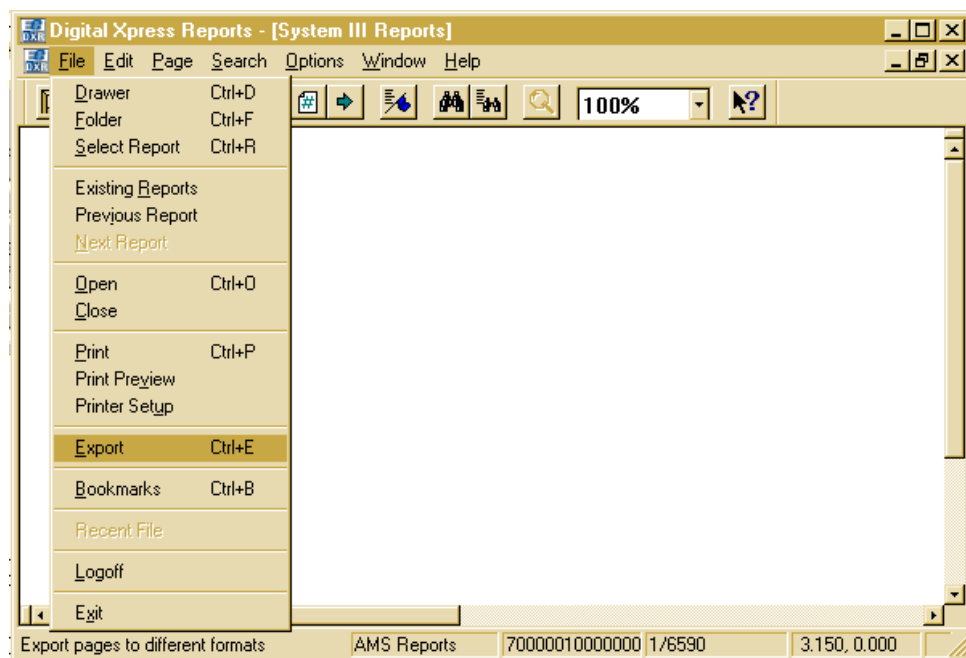 Digital Xpress Reports - [System III Reports]
DXR File Edit Page Search Options Window Help
Drawer Ctrl+D
100%
Folder Ctrl+F
Select Report Ctrl+R
Existing Reports
Previous Report
Next Report
Open Ctrl+O
Close
Print Ctrl+P
Print Preview
Printer Setup
Export Ctrl+E
Bookmarks Ctrl+B
Recent File
Logoff
Exit
Export pages to different formats AMS Reports 70000010000000 1/6590 3.150, 0.000